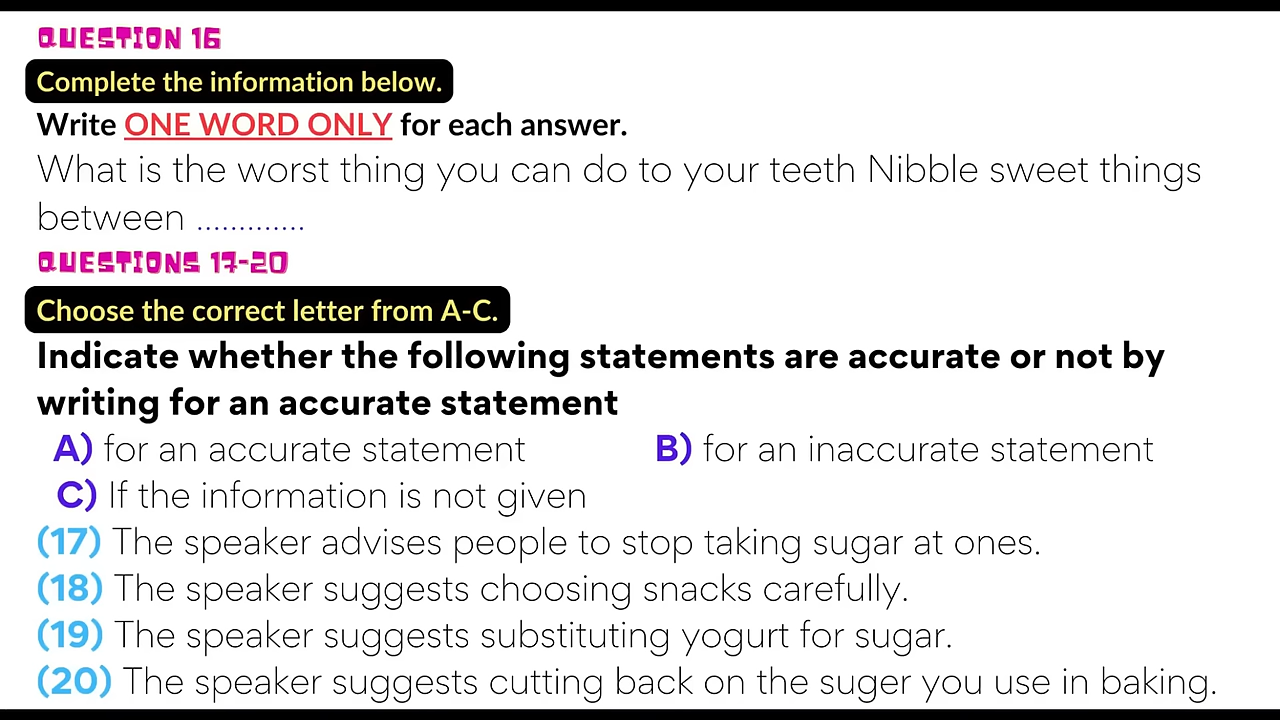 QUESTION 16
Complete the information below.
Write ONE WORD ONLY for each answer.
What is the worst thing you can do to your teeth Nibble sweet things
between .............
QUESTIONS 17-20
Choose the correct letter from A-C.
Indicate whether the following statements are accurate or not by
writing for an accurate statement
A) for an accurate statement B) for an inaccurate statement
C) If the information is not given
(17) The speaker advises people to stop taking sugar at ones.
(18) The speaker suggests choosing snacks carefully.
(19) The speaker suggests substituting yogurt for sugar.
(20) The speaker suggests cutting back on the suger you use in baking.